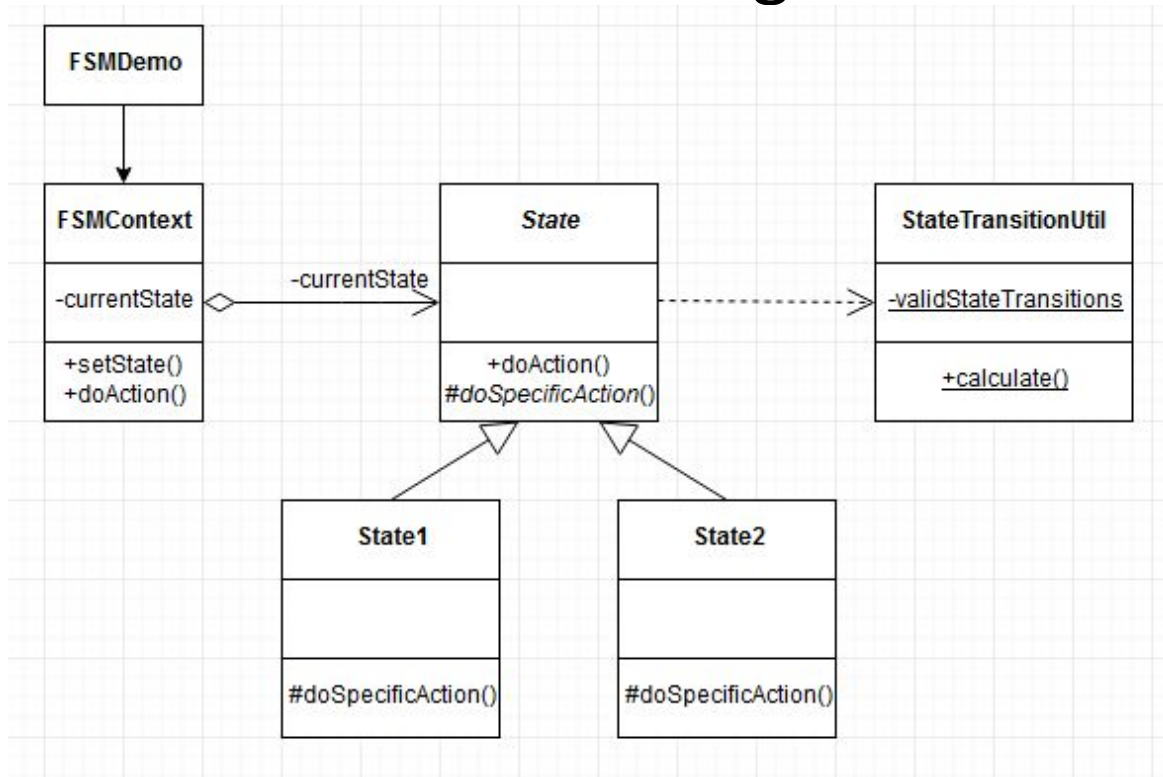 FSMDemo
FSMContext
-currentState
+setState()
+doAction()
-currentState
State
+doAction()
#doSpecificAction()
StateTransitionUtil
-validStateTransitions
+calculate()
State1
#doSpecificAction()
State2
#doSpecificAction()